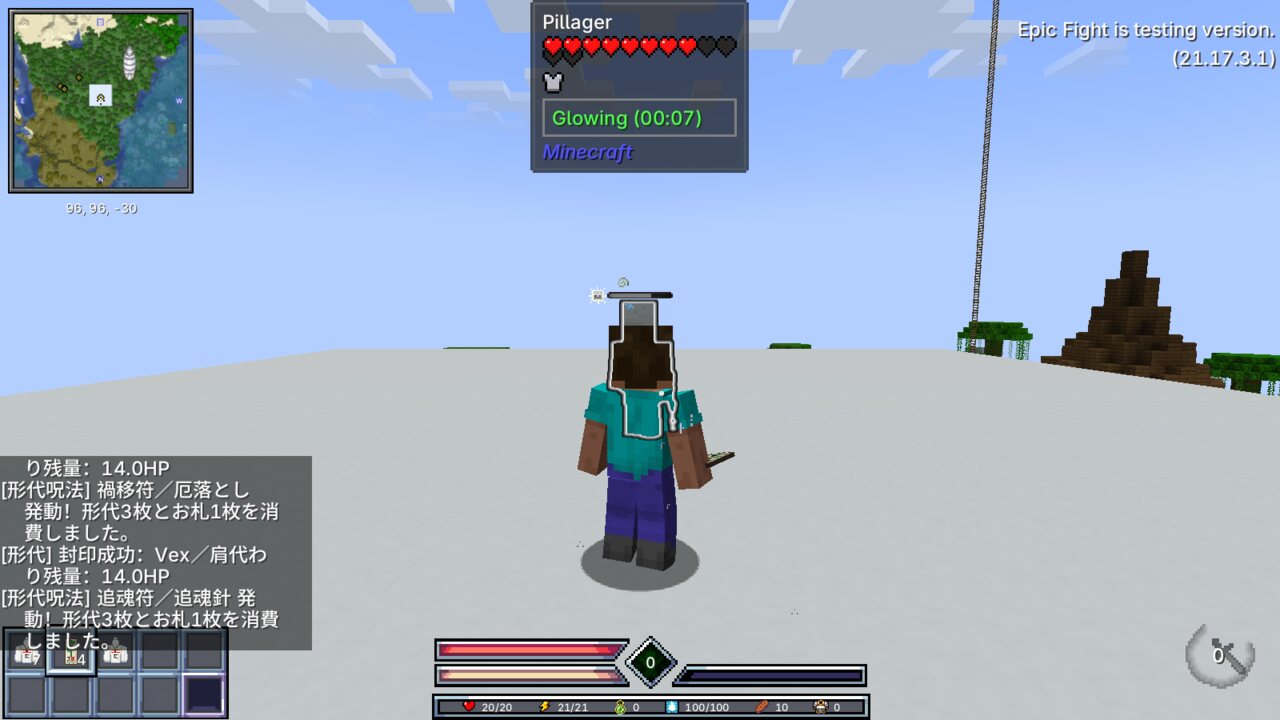 Pillager
Glowing (00:07)
Minecraft
Epic Fight is testing version.
(21.17.3.1)
S
E
W
N
96, 96, -30
り残量： 14.0HP
[形代呪法] 禍移符／厄落とし
発動！ 形代3枚とお札1枚を消
費しました。
[形代] 封印成功： Vex／肩代わ
り残量： 14.0HP
[形代呪法] 追魂符／追魂針 発
動！ 形代3枚とお札1枚を消費
しました。
7
4
0
20/20
21/21
0
100/100
10
0
0